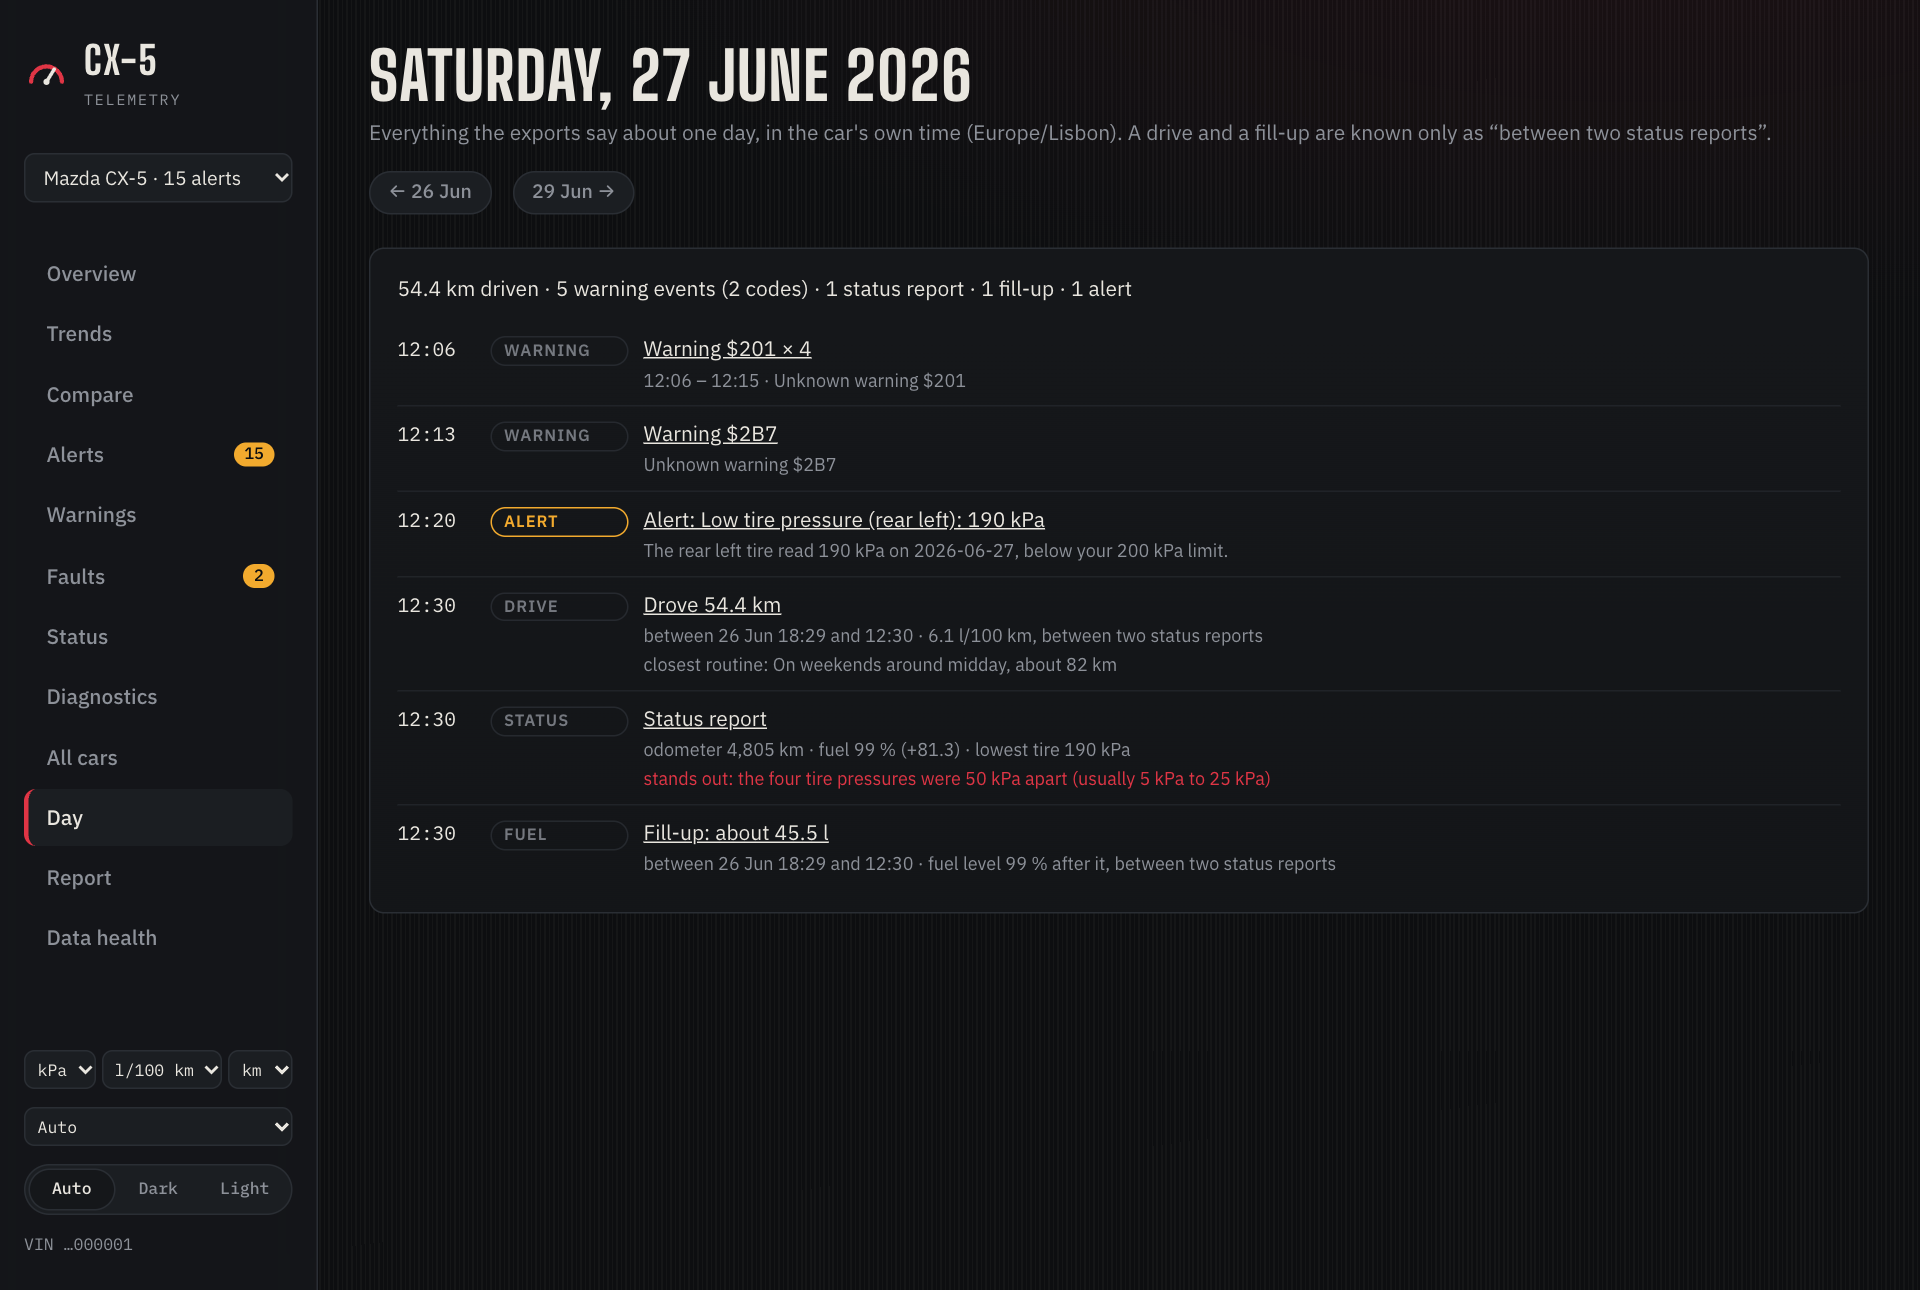 CX-5
TELEMETRY
Mazda CX-5 · 15 alerts
Overview
Trends
Compare
Alerts 15
Warnings
Faults 2
Status
Diagnostics
All cars
Day
Report
Data health
kPa l/100 km km
Auto
Auto Dark Light
VIN …000001
SATURDAY, 27 JUNE 2026
Everything the exports say about one day, in the car's own time (Europe/Lisbon). A drive and a fill-up are known only as “between two status reports”.
← 26 Jun 29 Jun →
54.4 km driven · 5 warning events (2 codes) · 1 status report · 1 fill-up · 1 alert
12:06 WARNING Warning $201 × 4
12:06 – 12:15 · Unknown warning $201
12:13 WARNING Warning $2B7
Unknown warning $2B7
12:20 ALERT Alert: Low tire pressure (rear left): 190 kPa
The rear left tire read 190 kPa on 2026-06-27, below your 200 kPa limit.
12:30 DRIVE Drove 54.4 km
between 26 Jun 18:29 and 12:30 · 6.1 l/100 km, between two status reports
closest routine: On weekends around midday, about 82 km
12:30 STATUS Status report
odometer 4,805 km · fuel 99 % (+81.3) · lowest tire 190 kPa
stands out: the four tire pressures were 50 kPa apart (usually 5 kPa to 25 kPa)
12:30 FUEL Fill-up: about 45.5 l
between 26 Jun 18:29 and 12:30 · fuel level 99 % after it, between two status reports